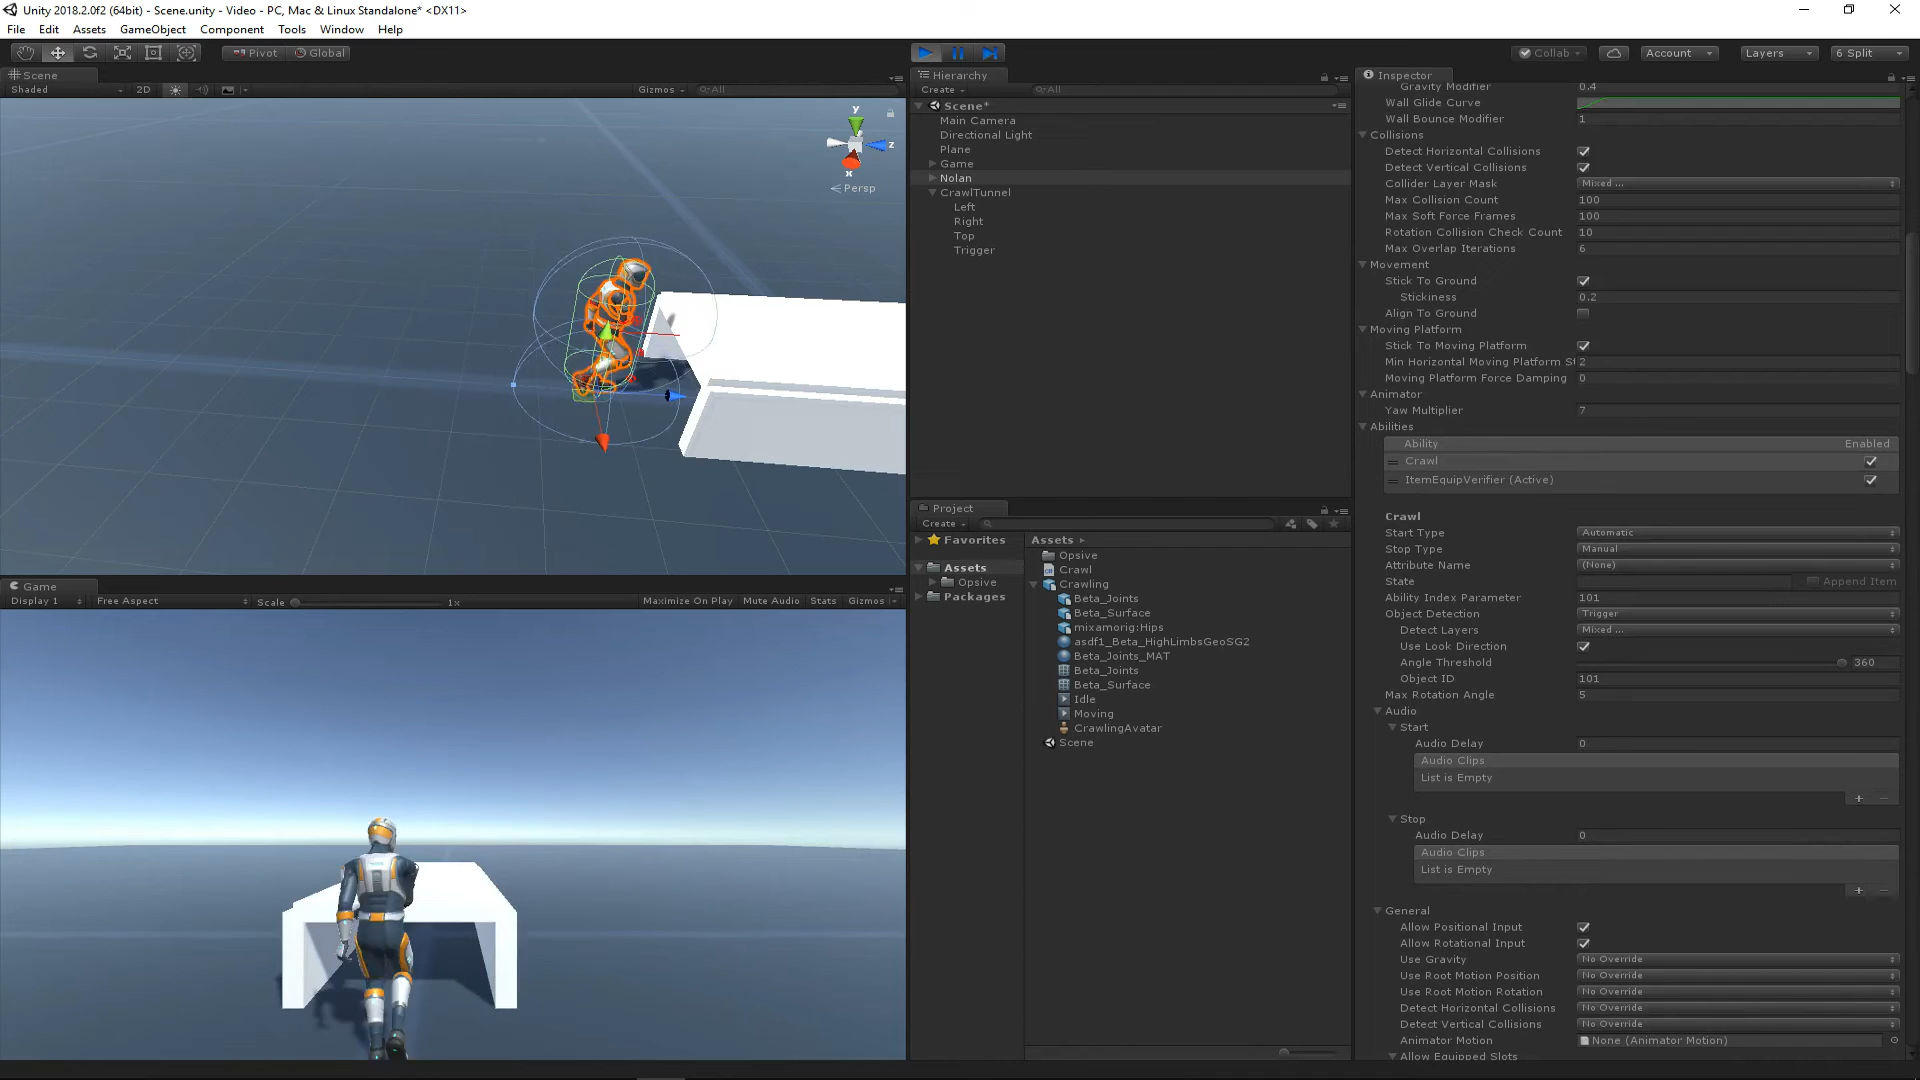 Unity 2018.2.0f2 (64bit) - Scene.unity - Video - PC, Mac & Linux Standalone* <DX11>
File Edit Assets GameObject Component Tools Window Help
Pivot Global
Collab Account Layers 6 Split
Scene
Shaded 2D Gizmos All
y
z
x
Persp
Game
Display 1 Free Aspect Scale 1x Maximize On Play Mute Audio Stats Gizmos
Hierarchy
Create All
Scene*
Main Camera
Directional Light
Plane
Game
Nolan
CrawlTunnel
Left
Right
Top
Trigger
Project
Create
Favorites
Assets
Opsive
Packages
Assets
Opsive
Crawl
Crawling
Beta_Joints
Beta_Surface
mixamorig:Hips
asdf1_Beta_HighLimbsGeoSG2
Beta_Joints_MAT
Beta_Joints
Beta_Surface
Idle
Moving
CrawlingAvatar
Scene
Inspector
Gravity Modifier 0.4
Wall Glide Curve
Wall Bounce Modifier 1
Collisions
Detect Horizontal Collisions
Detect Vertical Collisions
Collider Layer Mask Mixed ...
Max Collision Count 100
Max Soft Force Frames 100
Rotation Collision Check Count 10
Max Overlap Iterations 6
Movement
Stick To Ground
Stickiness 0.2
Align To Ground
Moving Platform
Stick To Moving Platform
Min Horizontal Moving Platform S 2
Moving Platform Force Damping 0
Animator
Yaw Multiplier 7
Abilities
Ability Enabled
Crawl
ItemEquipVerifier (Active)
Crawl
Start Type Automatic
Stop Type Manual
Attribute Name (None)
State Append Item
Ability Index Parameter 101
Object Detection Trigger
Detect Layers Mixed ...
Use Look Direction
Angle Threshold 360
Object ID 101
Max Rotation Angle 5
Audio
Start
Audio Delay 0
Audio Clips
List is Empty
Stop
Audio Delay 0
Audio Clips
List is Empty
General
Allow Positional Input
Allow Rotational Input
Use Gravity No Override
Use Root Motion Position No Override
Use Root Motion Rotation No Override
Detect Horizontal Collisions No Override
Detect Vertical Collisions No Override
Animator Motion None (Animator Motion)
Allow Equipped Slots